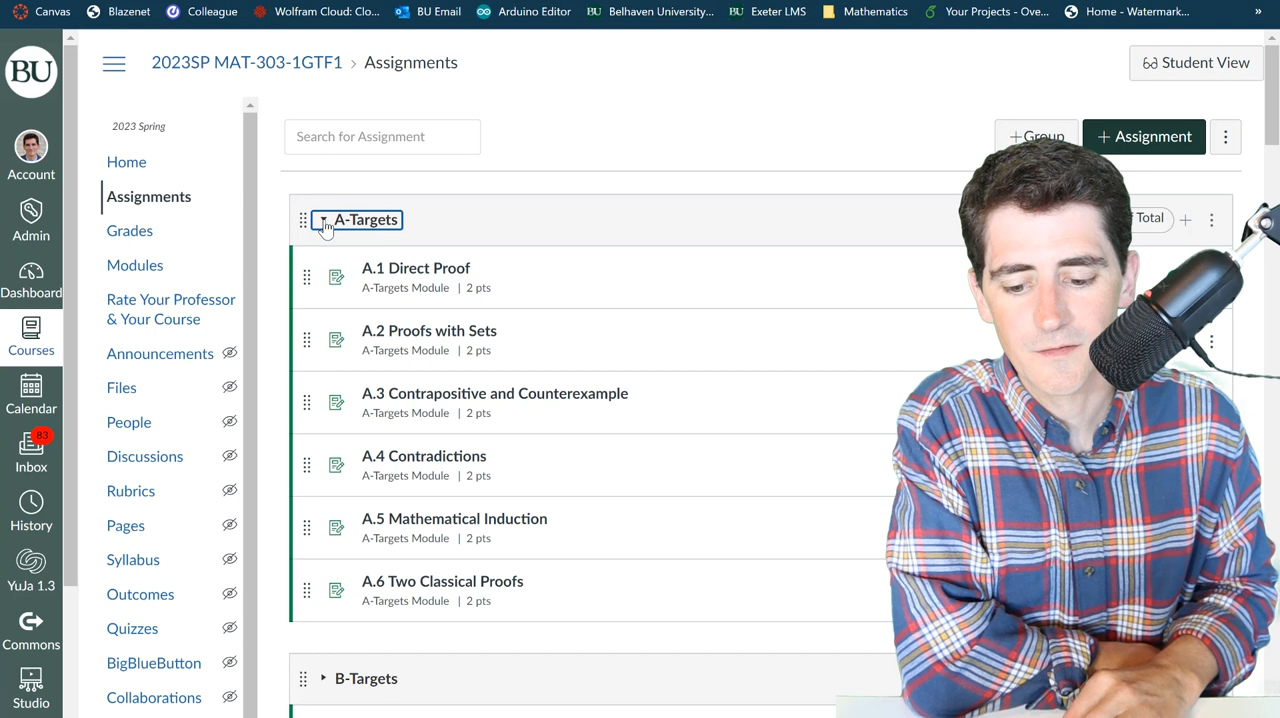 Canvas
Blazenet
Colleague
Wolfram Cloud: Clo...
BU Email
Arduino Editor
BU Belhaven University...
BU Exeter LMS
Mathematics
Your Projects - Ove...
Home - Watermark...
»
BU
2023SP MAT-303-1GTF1 > Assignments
Student View
Account
Admin
Dashboard
Courses
Calendar
83
Inbox
History
YuJa 1.3
Commons
Studio
2023 Spring
Home
Assignments
Grades
Modules
Rate Your Professor
& Your Course
Announcements
Files
People
Discussions
Rubrics
Pages
Syllabus
Outcomes
Quizzes
BigBlueButton
Collaborations
Search for Assignment
+ Group
+ Assignment
A-Targets
Total
A.1 Direct Proof
A-Targets Module | 2 pts
A.2 Proofs with Sets
A-Targets Module | 2 pts
A.3 Contrapositive and Counterexample
A-Targets Module | 2 pts
A.4 Contradictions
A-Targets Module | 2 pts
A.5 Mathematical Induction
A-Targets Module | 2 pts
A.6 Two Classical Proofs
A-Targets Module | 2 pts
B-Targets